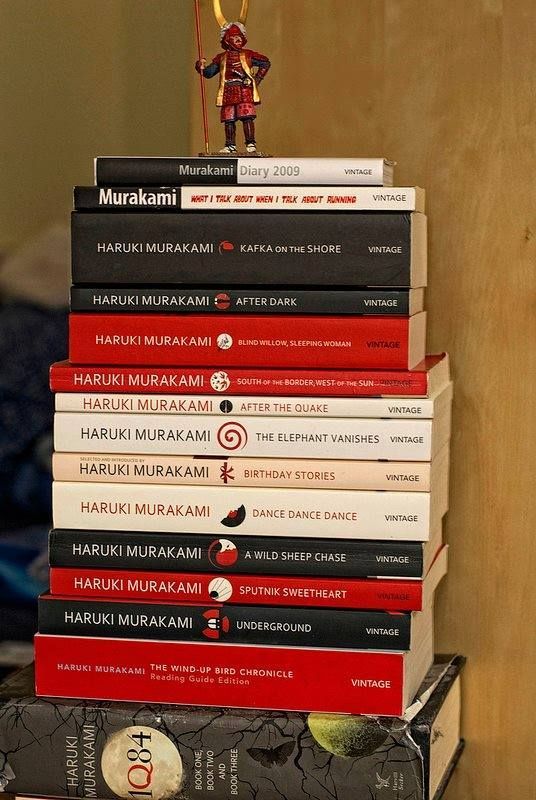 Murakami Diary 2009 VINTAGE
Murakami WHAT I TALK ABOUT WHEN I TALK ABOUT RUNNING VINTAGE
HARUKI MURAKAMI KAFKA ON THE SHORE VINTAGE
HARUKI MURAKAMI AFTER DARK VINTAGE
HARUKI MURAKAMI BLIND WILLOW, SLEEPING WOMAN VINTAGE
HARUKI MURAKAMI SOUTH OF THE BORDER, WEST OF THE SUN VINTAGE
HARUKI MURAKAMI AFTER THE QUAKE VINTAGE
HARUKI MURAKAMI THE ELEPHANT VANISHES VINTAGE
SELECTED AND INTRODUCED BY
HARUKI MURAKAMI BIRTHDAY STORIES VINTAGE
HARUKI MURAKAMI DANCE DANCE DANCE VINTAGE
HARUKI MURAKAMI A WILD SHEEP CHASE VINTAGE
HARUKI MURAKAMI SPUTNIK SWEETHEART VINTAGE
HARUKI MURAKAMI UNDERGROUND VINTAGE
HARUKI MURAKAMI THE WIND-UP BIRD CHRONICLE
Reading Guide Edition
VINTAGE
HARUKI
MURAKAMI
1Q84
BOOK ONE,
BOOK TWO
AND
BOOK THREE
Harvill
Secker